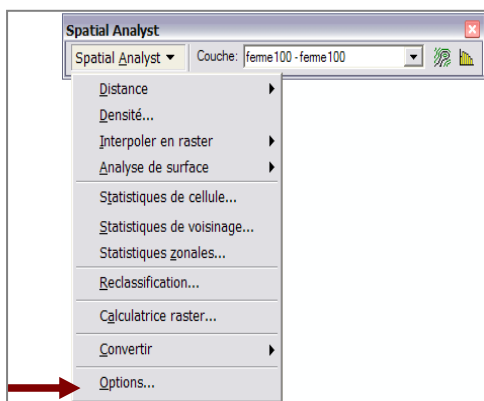 Spatial Analyst
Spatial Analyst Couche: ferme100 - ferme100
Distance
Densité...
Interpoler en raster
Analyse de surface
Statistiques de cellule...
Statistiques de voisinage...
Statistiques zonales...
Reclassification...
Calculatrice raster...
Convertir
Options...